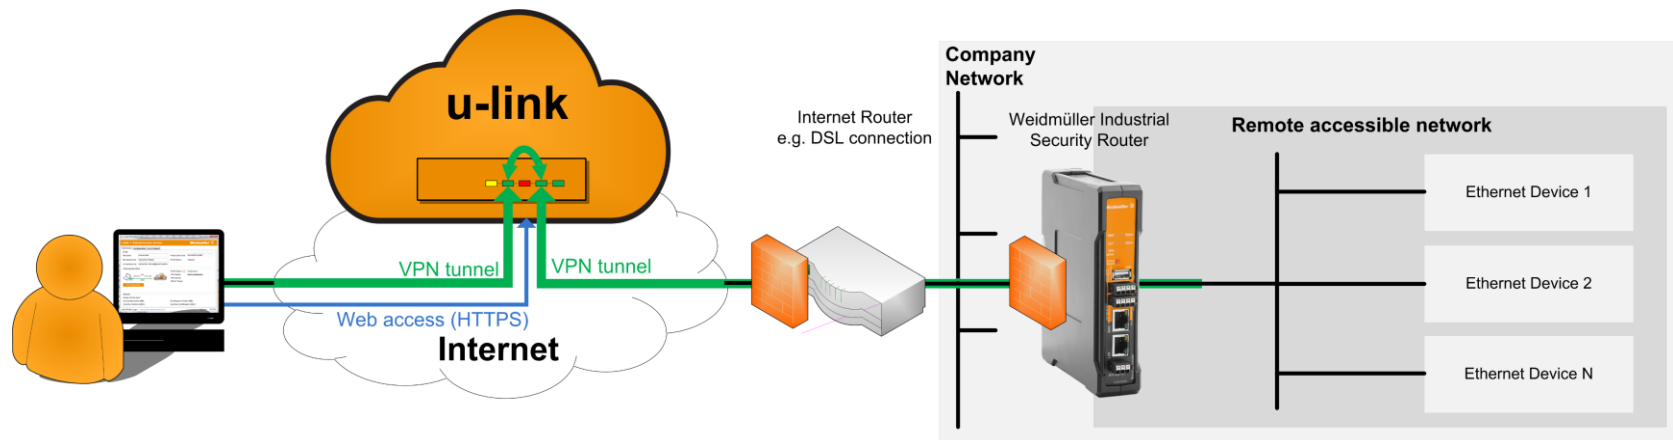 u-link
VPN tunnel
VPN tunnel
Web access (HTTPS)
Internet
Internet Router
e.g. DSL connection
Company
Network
Weidmüller Industrial
Security Router
Remote accessible network
Ethernet Device 1
Ethernet Device 2
Ethernet Device N